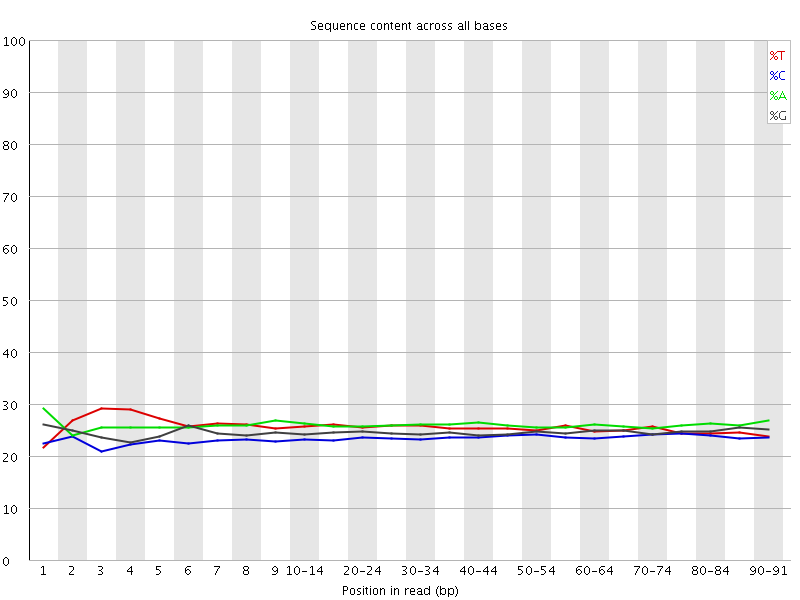 Sequence content across all bases
100
90
80
70
60
50
40
30
20
10
0
%T
%C
%A
%G
1 2 3 4 5 6 7 8 9 10-14 20-24 30-34 40-44 50-54 60-64 70-74 80-84 90-91
Position in read (bp)